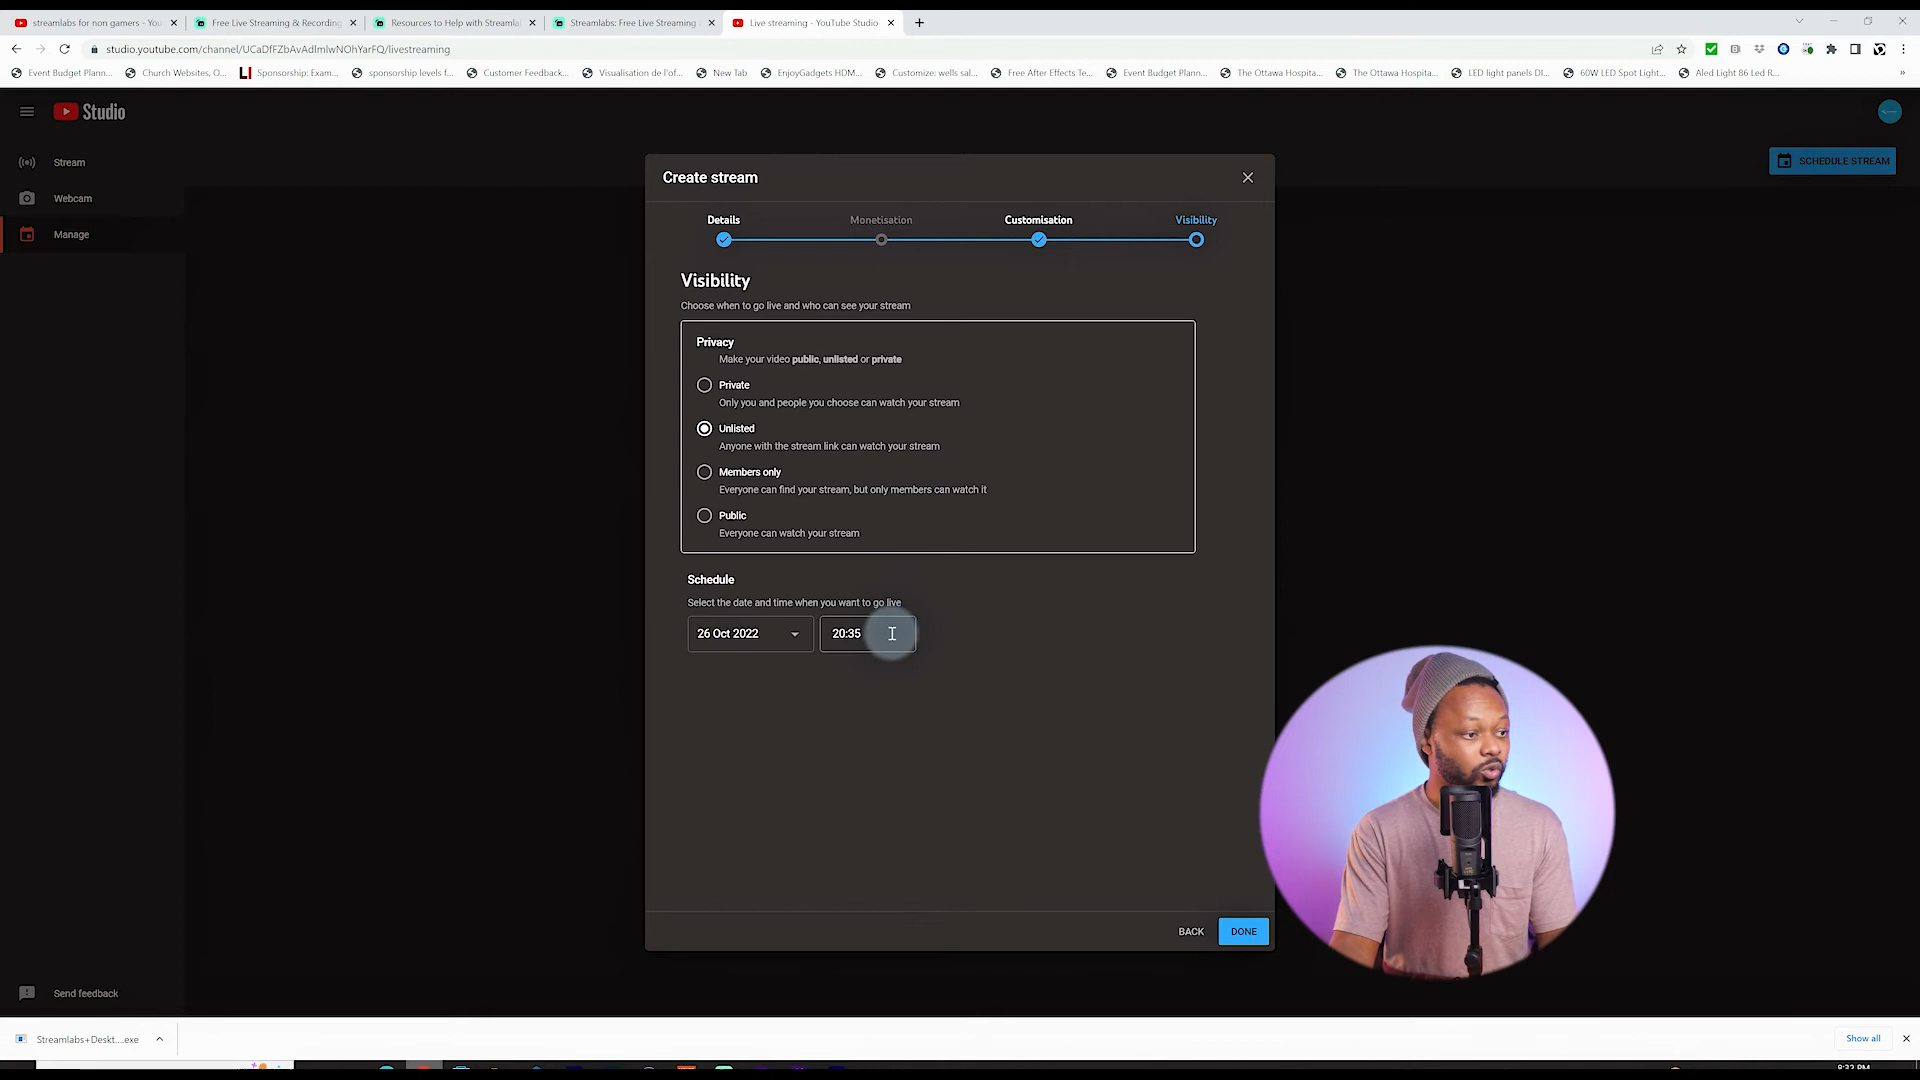 streamlabs for non gamers - You
Free Live Streaming & Recording
Resources to Help with Streamla
Streamlabs: Free Live Streaming
Live streaming - YouTube Studio
studio.youtube.com/channel/UCaDfFZbAvAdlmlwNOhYarFQ/livestreaming
Event Budget Plann...
Church Websites, O...
Sponsorship: Exam...
sponsorship levels f...
Customer Feedback...
Visualisation de l'of...
New Tab
EnjoyGadgets HDM...
Customize: wells sal...
Free After Effects Te...
Event Budget Plann...
The Ottawa Hospita...
The Ottawa Hospita...
LED light panels DI...
60W LED Spot Light...
Aled Light 86 Led R...
Studio
Stream
SCHEDULE STREAM
Webcam
Manage
Create stream
Details
Monetisation
Customisation
Visibility
Visibility
Choose when to go live and who can see your stream
Privacy
Make your video public, unlisted or private
Private
Only you and people you choose can watch your stream
Unlisted
Anyone with the stream link can watch your stream
Members only
Everyone can find your stream, but only members can watch it
Public
Everyone can watch your stream
Schedule
Select the date and time when you want to go live
26 Oct 2022
20:35
BACK
DONE
Send feedback
Streamlabs+Deskt....exe
Show all
8:32 PM